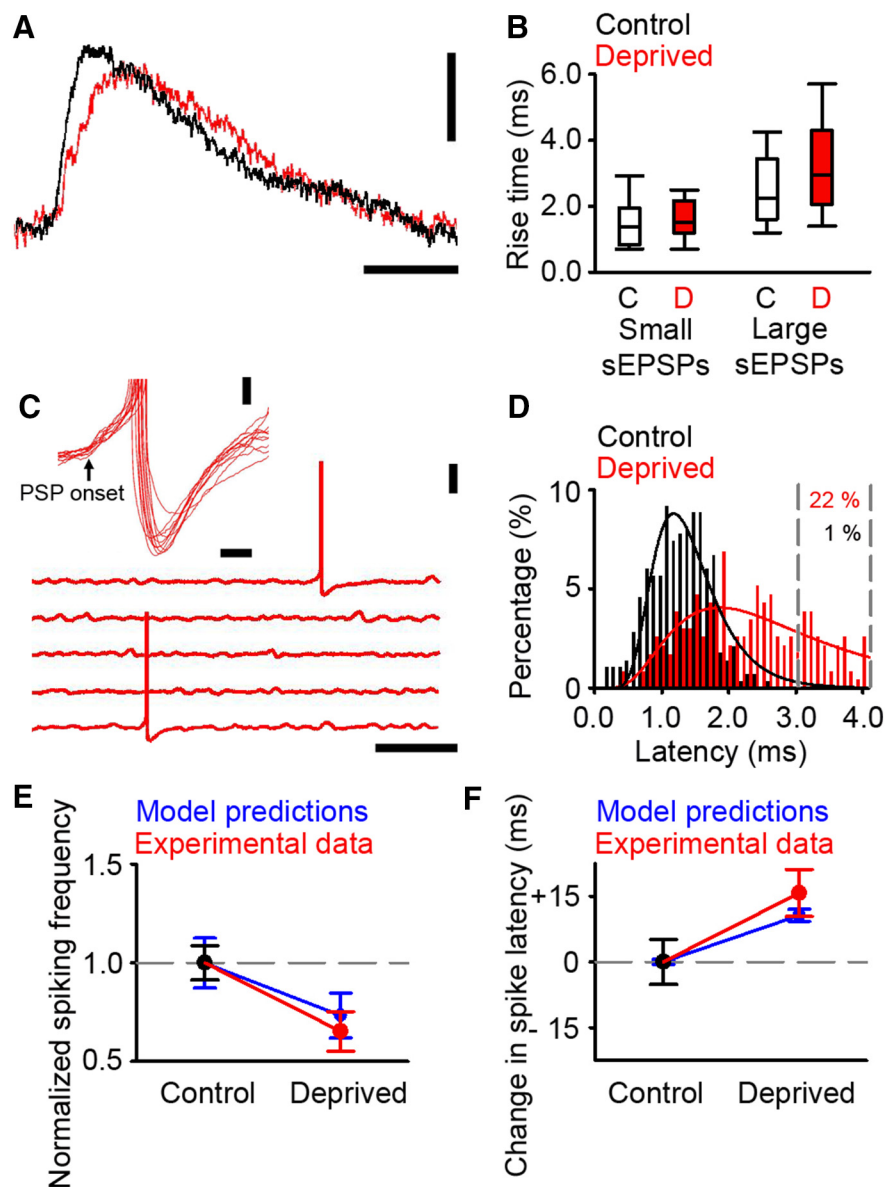 A
B
Control
Deprived
Rise time (ms)
6.0
4.0
2.0
0.0
C D C D
Small Large
sEPSPs sEPSPs
C
PSP onset
D
Control
Deprived
22 %
1 %
Percentage (%)
10
5
0
0.0 1.0 2.0 3.0 4.0
Latency (ms)
E
Model predictions
Experimental data
Normalized spiking frequency
1.5
1.0
0.5
Control Deprived
F
Model predictions
Experimental data
Change in spike latency (ms)
+15
0
- 15
Control Deprived